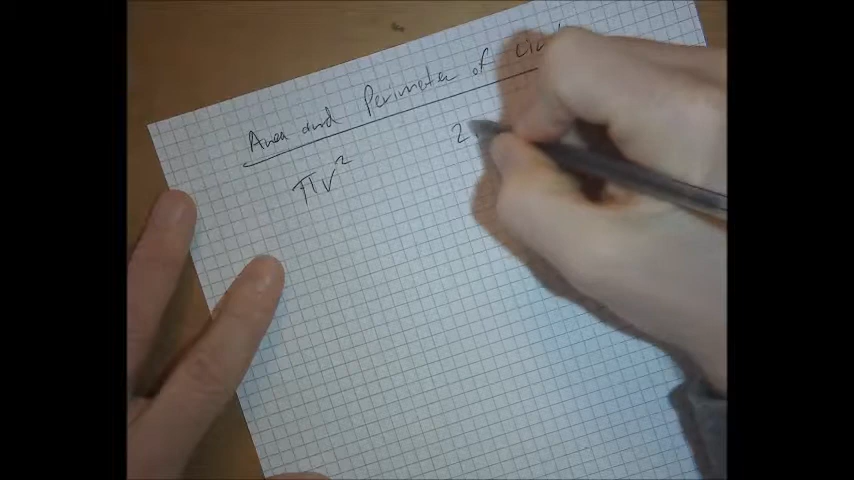 Area and Perimeter of
πr² 2